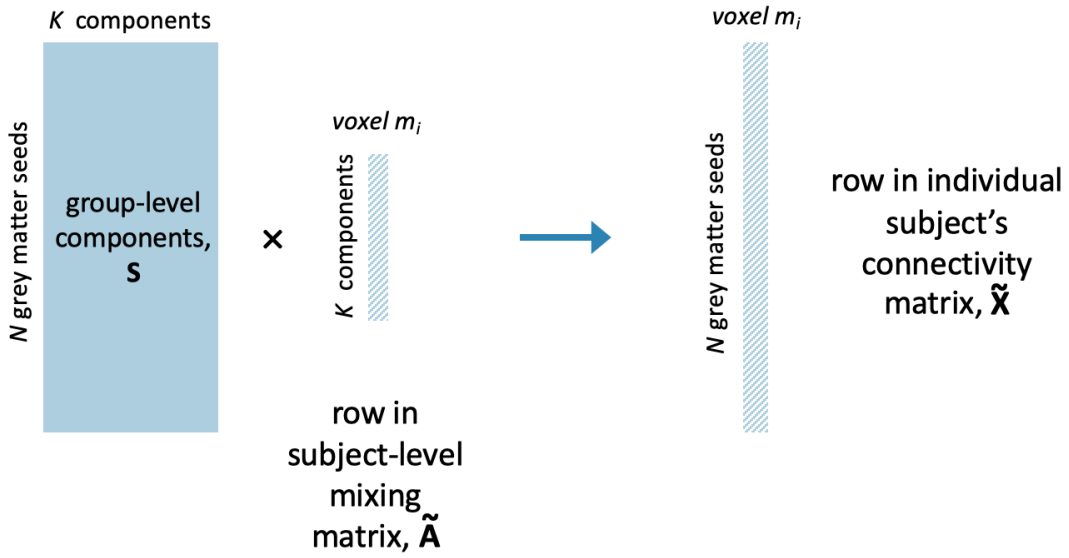 K components
N grey matter seeds
group-level
components,
S
×
voxel mᵢ
K components
row in
subject-level
mixing
matrix, Ã
voxel mᵢ
N grey matter seeds
row in individual
subject's
connectivity
matrix, X̃